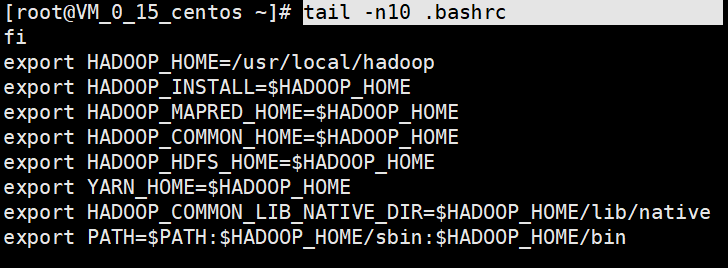 [root@VM_0_15_centos ~]# tail -n10 .bashrc
fi
export HADOOP_HOME=/usr/local/hadoop
export HADOOP_INSTALL=$HADOOP_HOME
export HADOOP_MAPRED_HOME=$HADOOP_HOME
export HADOOP_COMMON_HOME=$HADOOP_HOME
export HADOOP_HDFS_HOME=$HADOOP_HOME
export YARN_HOME=$HADOOP_HOME
export HADOOP_COMMON_LIB_NATIVE_DIR=$HADOOP_HOME/lib/native
export PATH=$PATH:$HADOOP_HOME/sbin:$HADOOP_HOME/bin